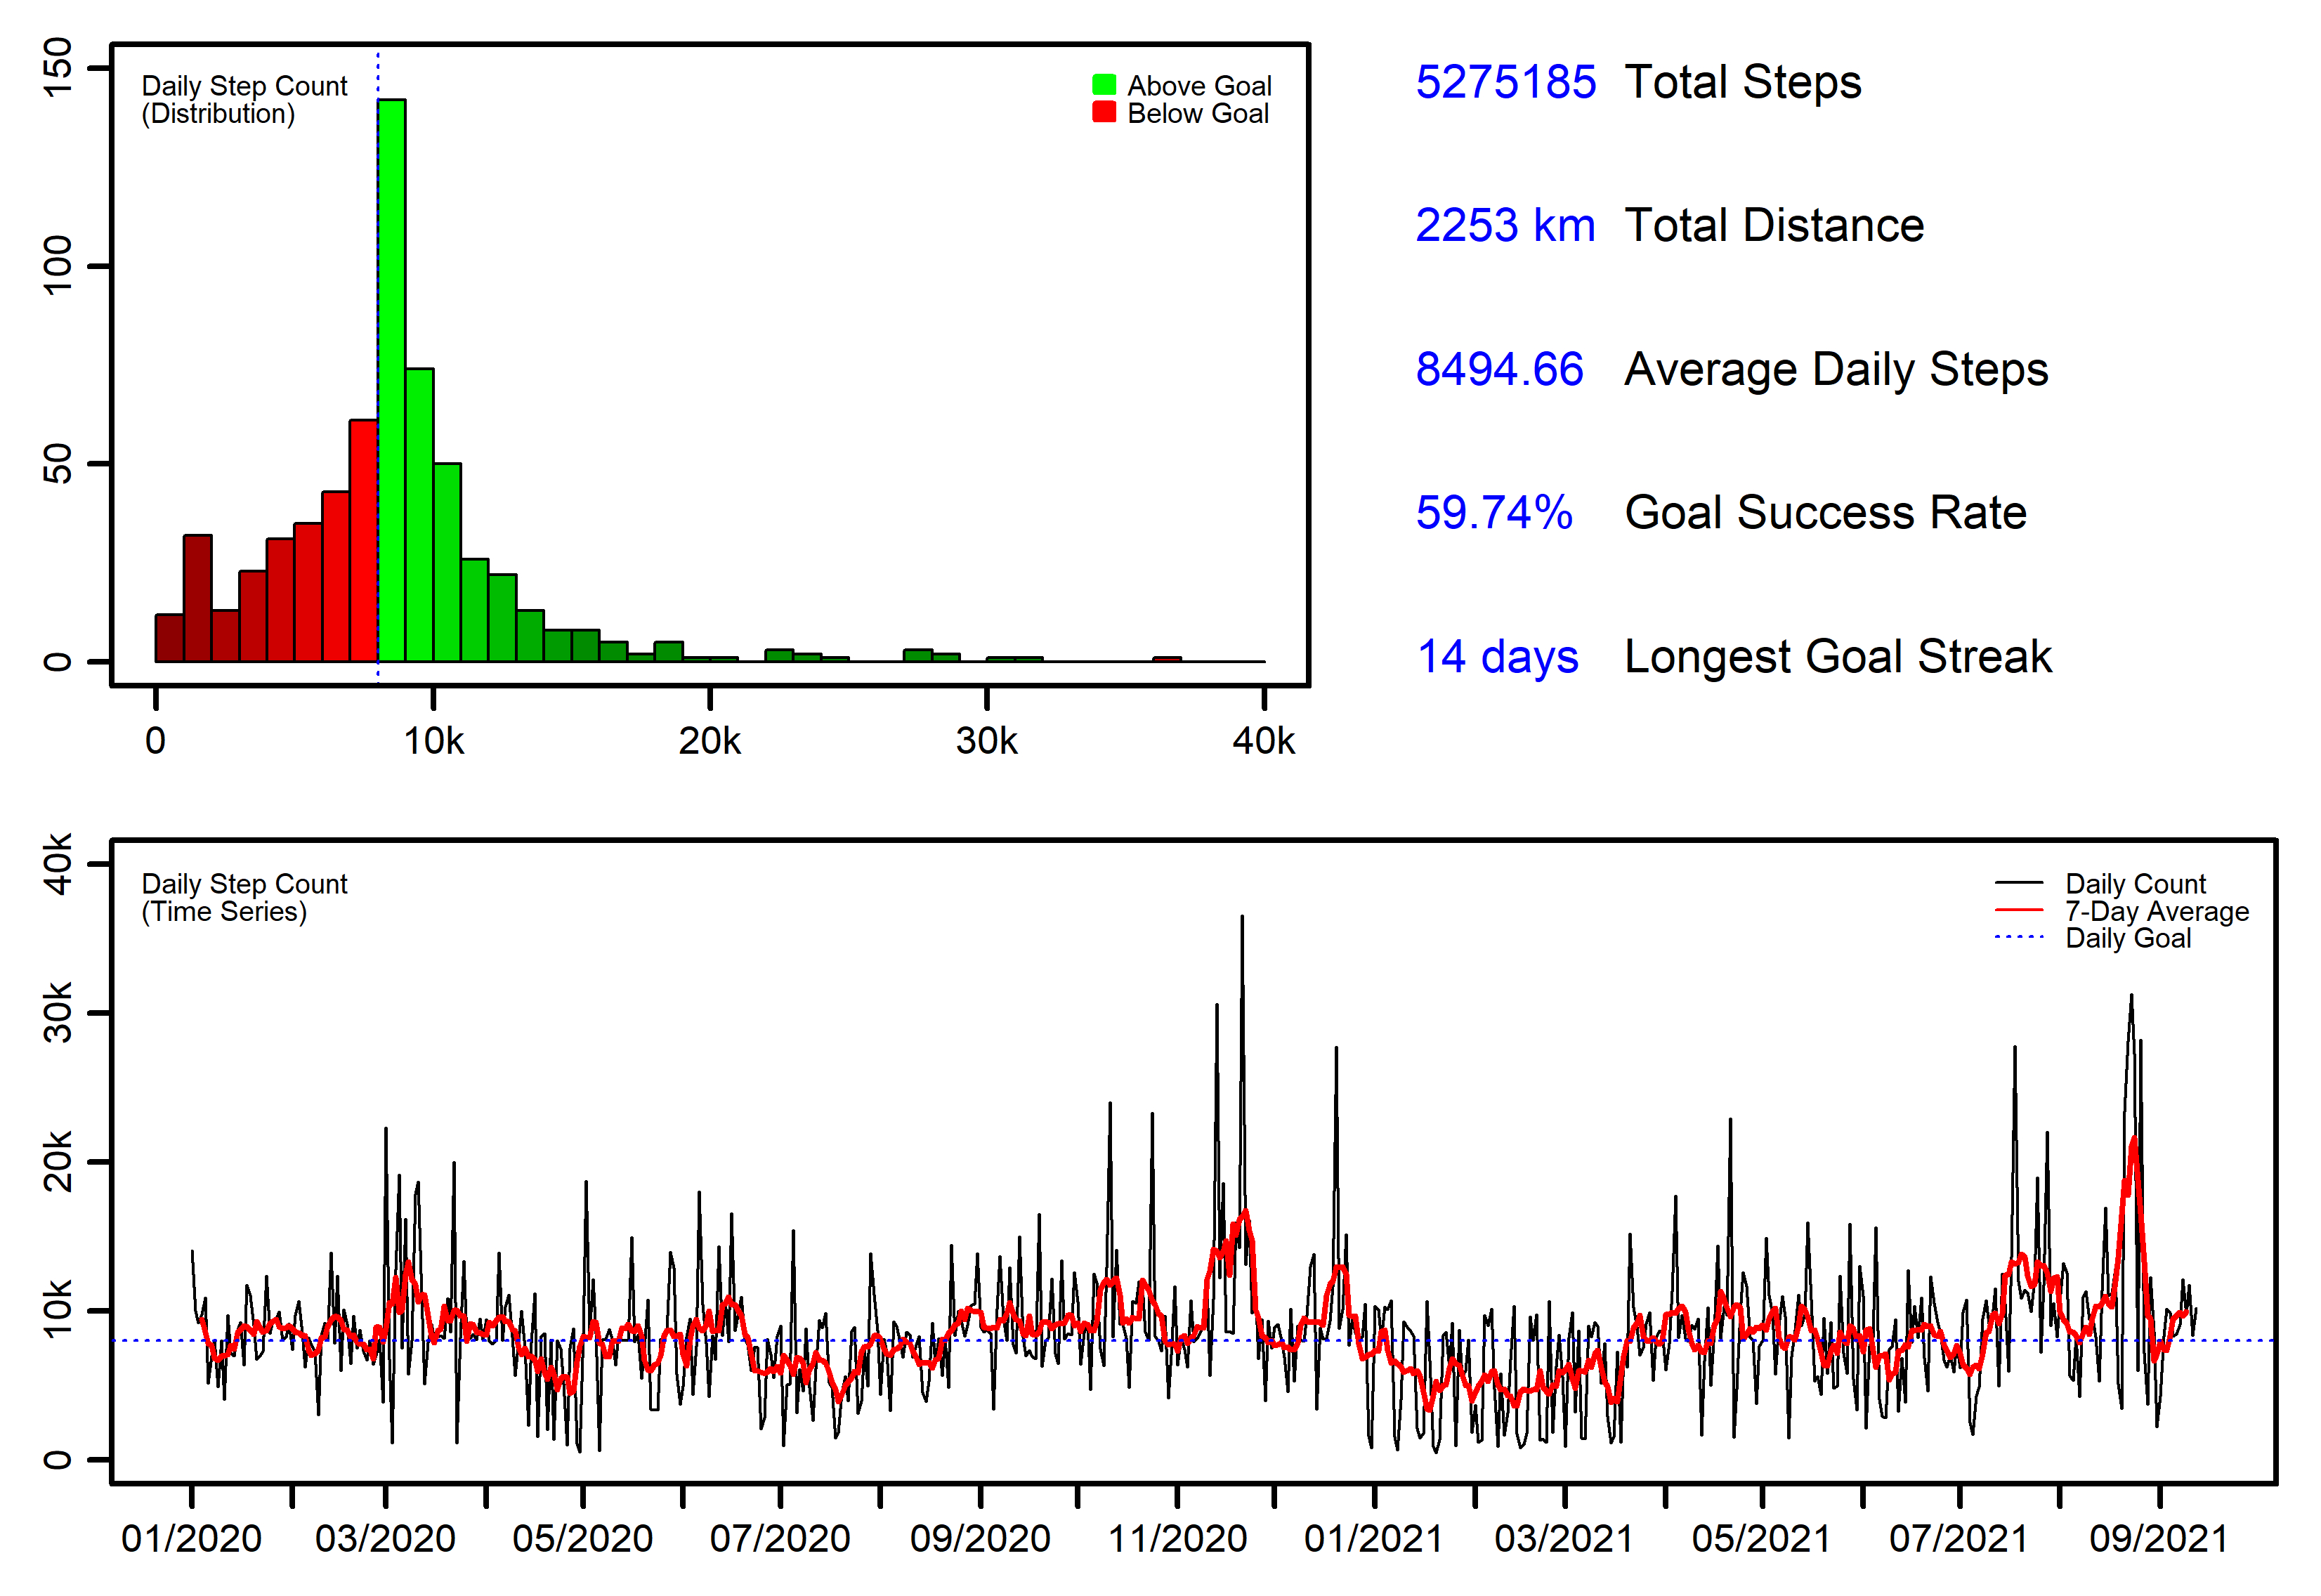 Daily Step Count
(Distribution)
Above Goal
Below Goal
150
100
50
0
0 10k 20k 30k 40k
5275185 Total Steps
2253 km Total Distance
8494.66 Average Daily Steps
59.74% Goal Success Rate
14 days Longest Goal Streak
Daily Step Count
(Time Series)
Daily Count
7-Day Average
Daily Goal
40k
30k
20k
10k
0
01/2020 03/2020 05/2020 07/2020 09/2020 11/2020 01/2021 03/2021 05/2021 07/2021 09/2021